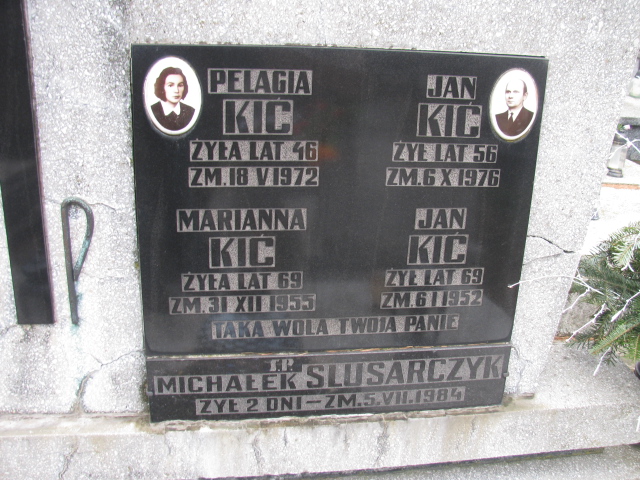 PELAGIA
KIĆ
ŻYŁA LAT 46
ZM. 18 V 1972
JAN
KIĆ
ŻYŁ LAT 56
ZM. 6 X 1976
MARIANNA
KIĆ
ŻYŁA LAT 69
ZM. 31 XII 1955
JAN
KIĆ
ŻYŁ LAT 69
ZM. 6 I 1952
TAKA WOLA TWOJA PANIE
Ś.P.
MICHAŁEK ŚLUSARCZYK
ŻYŁ 2 DNI – ZM. 5.VII.1984